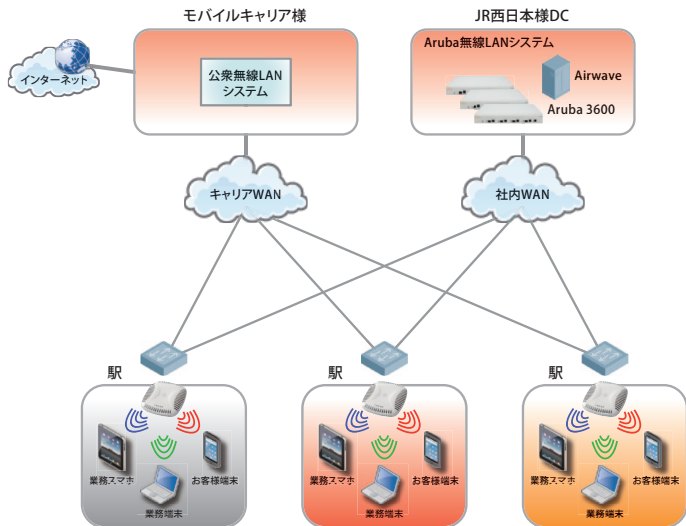 モバイルキャリア様
JR西日本様DC
インターネット
公衆無線LAN
システム
Aruba無線LANシステム
Airwave
Aruba 3600
キャリアWAN
社内WAN
駅
駅
駅
業務スマホ
お客様端末
業務端末
業務スマホ
お客様端末
業務端末
業務スマホ
お客様端末
業務端末